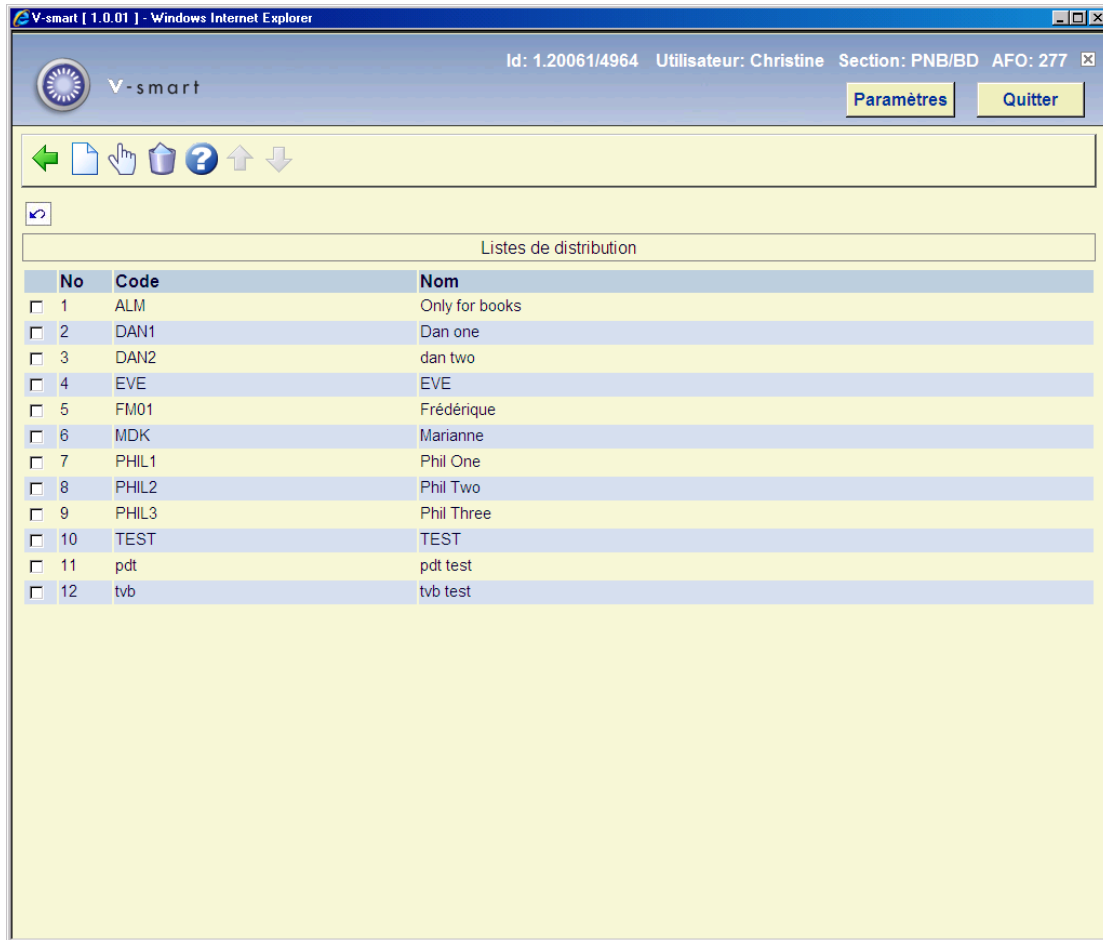 V-smart [ 1.0.01 ] - Windows Internet Explorer
Id: 1.20061/4964 Utilisateur: Christine Section: PNB/BD AFO: 277
V-smart
Paramètres Quitter
?
Listes de distribution
No Code Nom
1 ALM Only for books
2 DAN1 Dan one
3 DAN2 dan two
4 EVE EVE
5 FM01 Frédérique
6 MDK Marianne
7 PHIL1 Phil One
8 PHIL2 Phil Two
9 PHIL3 Phil Three
10 TEST TEST
11 pdt pdt test
12 tvb tvb test